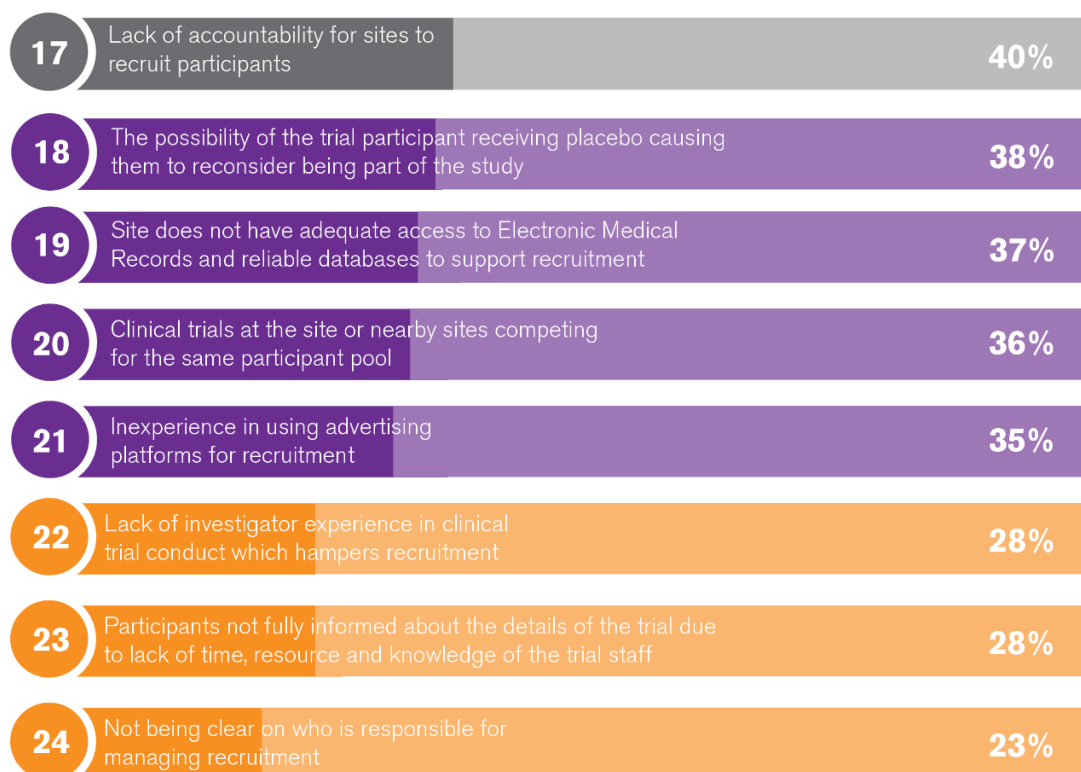 17
Lack of accountability for sites to
recruit participants
40%
18
The possibility of the trial participant receiving placebo causing
them to reconsider being part of the study
38%
19
Site does not have adequate access to Electronic Medical
Records and reliable databases to support recruitment
37%
20
Clinical trials at the site or nearby sites competing
for the same participant pool
36%
21
Inexperience in using advertising
platforms for recruitment
35%
22
Lack of investigator experience in clinical
trial conduct which hampers recruitment
28%
23
Participants not fully informed about the details of the trial due
to lack of time, resource and knowledge of the trial staff
28%
24
Not being clear on who is responsible for
managing recruitment
23%